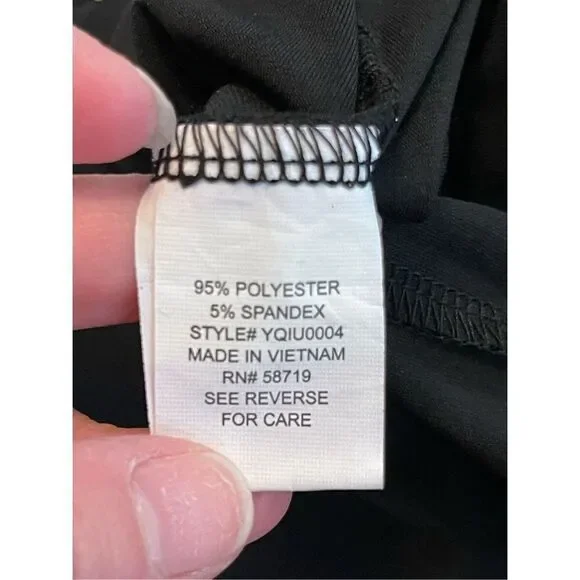 95% POLYESTER
5% SPANDEX
STYLE# YQIU0004
MADE IN VIETNAM
RN# 58719
SEE REVERSE
FOR CARE